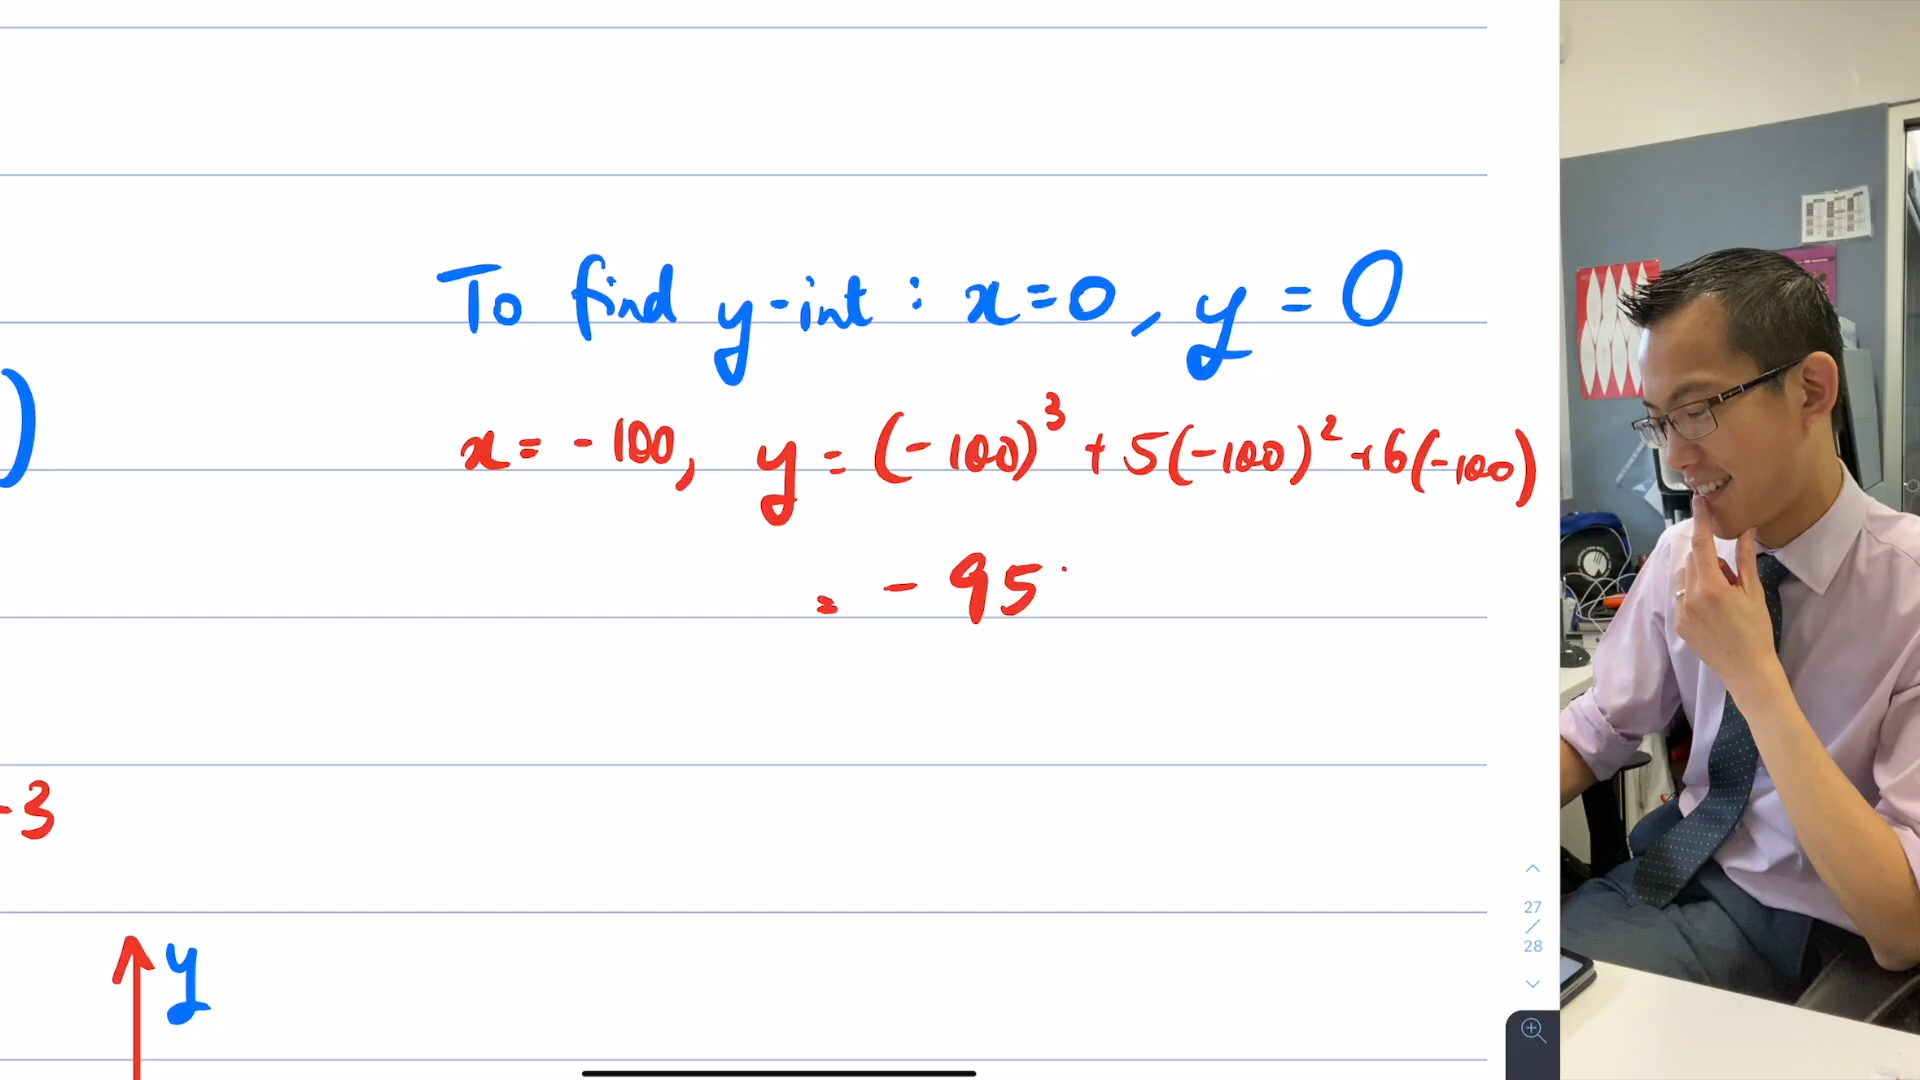 To find y-int : x=0, y = 0
)
x = -100, y = (-100)³ + 5(-100)² + 6(-100)
= - 95
-3
y
27
/
28